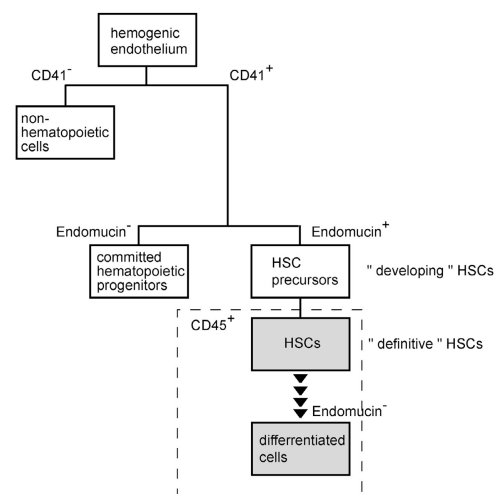 hemogenic
endothelium
CD41- CD41+
non-
hematopoietic
cells
Endomucin- Endomucin+
committed
hematopoietic
progenitors
HSC
precursors
" developing " HSCs
CD45+
HSCs
" definitive " HSCs
Endomucin-
differrentiated
cells